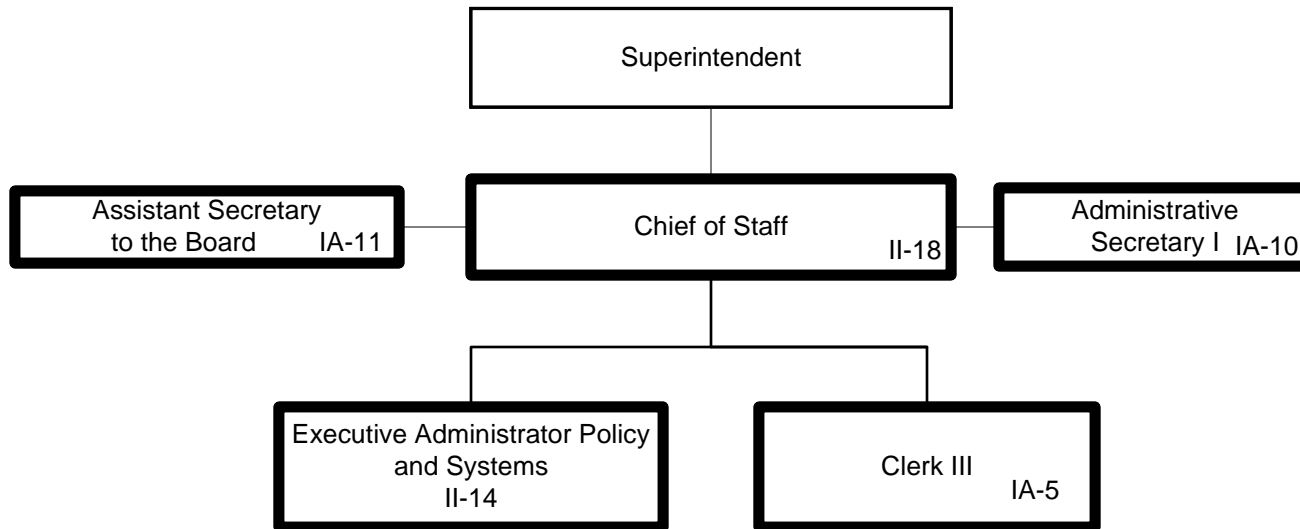 Superintendent
Assistant Secretary
to the Board IA-11
Chief of Staff
II-18
Administrative
Secretary I IA-10
Executive Administrator Policy
and Systems
II-14
Clerk III
IA-5